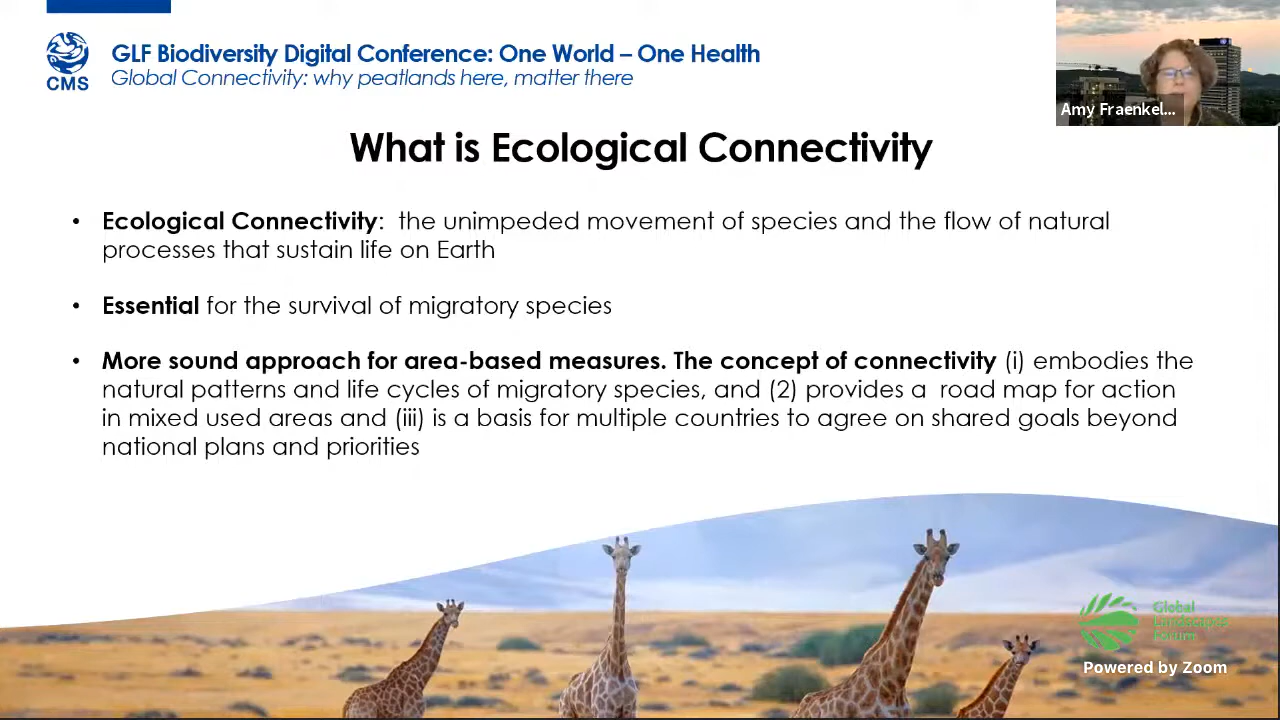 GLF Biodiversity Digital Conference: One World – One Health
Global Connectivity: why peatlands here, matter there
CMS
Amy Fraenkel...
What is Ecological Connectivity
• Ecological Connectivity: the unimpeded movement of species and the flow of natural
processes that sustain life on Earth
• Essential for the survival of migratory species
• More sound approach for area-based measures. The concept of connectivity (i) embodies the
natural patterns and life cycles of migratory species, and (2) provides a road map for action
in mixed used areas and (iii) is a basis for multiple countries to agree on shared goals beyond
national plans and priorities
Global
Landscapes
Forum
Powered by Zoom